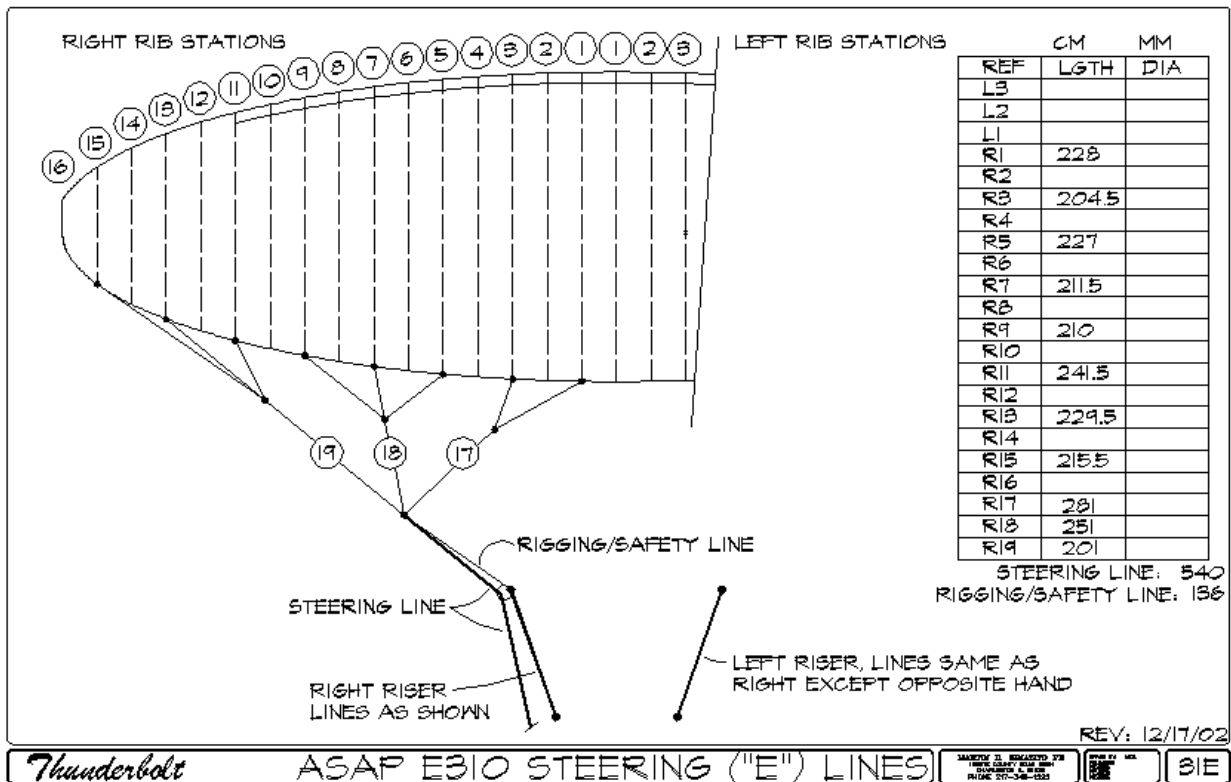 RIGHT RIB STATIONS
LEFT RIB STATIONS
16 15 14 13 12 11 10 9 8 7 6 5 4 3 2 1 1 2 3
19 18 17
RIGGING/SAFETY LINE
STEERING LINE
RIGHT RISER
LINES AS SHOWN
LEFT RISER, LINES SAME AS
RIGHT EXCEPT OPPOSITE HAND
CM MM
REF LGTH DIA
L3
L2
L1
R1 228
R2
R3 204.5
R4
R5 227
R6
R7 211.5
R8
R9 210
R10
R11 241.5
R12
R13 229.5
R14
R15 215.5
R16
R17 281
R18 251
R19 201
STEERING LINE: 540
RIGGING/SAFETY LINE: 136
REV: 12/17/02
Thunderbolt
ASAP E310 STEERING ("E") LINES
31E